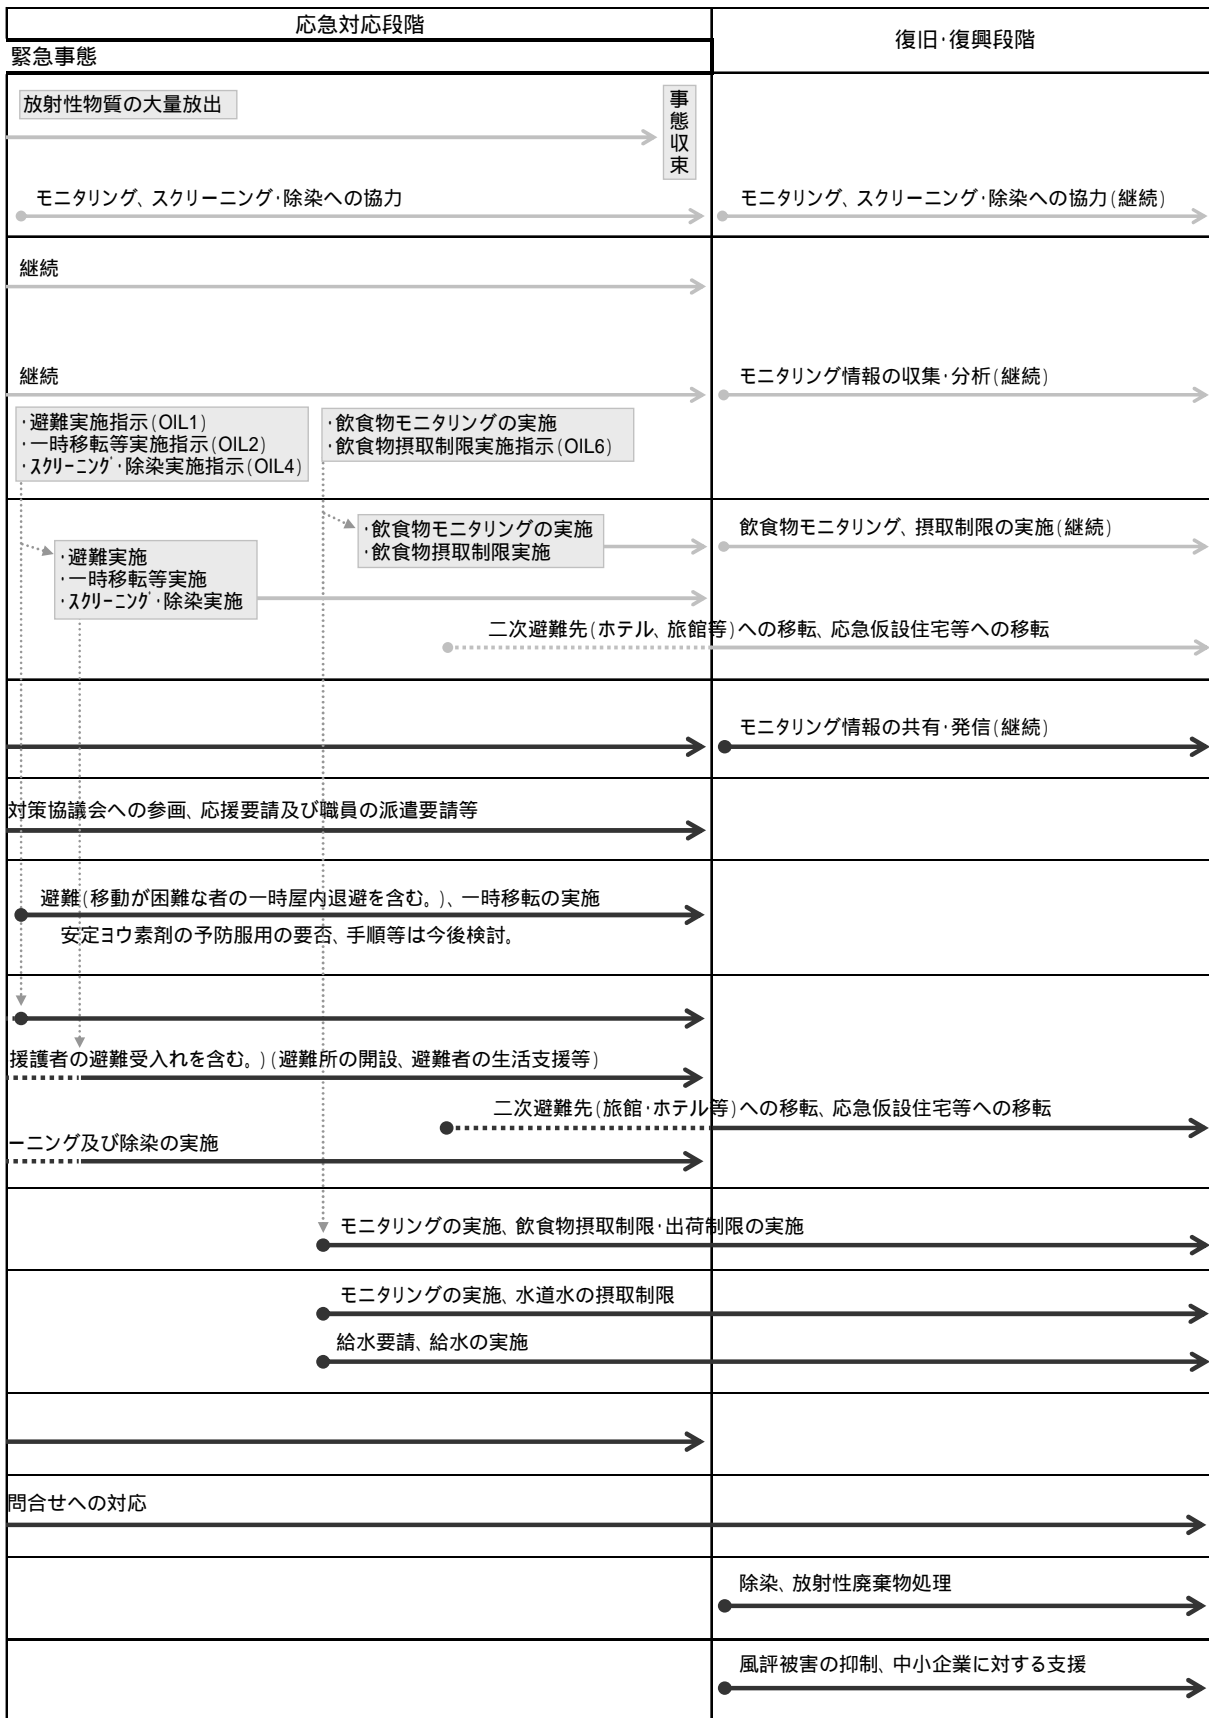 応急対応段階
復旧・復興段階
緊急事態
放射性物質の大量放出
事態収束
モニタリング、スクリーニング・除染への協力
モニタリング、スクリーニング・除染への協力(継続)
継続
継続
モニタリング情報の収集・分析(継続)
・避難実施指示(OIL1)
・一時移転等実施指示(OIL2)
・スクリーニング・除染実施指示(OIL4)
・飲食物モニタリングの実施
・飲食物摂取制限実施指示(OIL6)
・飲食物モニタリングの実施
・飲食物摂取制限実施
飲食物モニタリング、摂取制限の実施(継続)
・避難実施
・一時移転等実施
・スクリーニング・除染実施
二次避難先(ホテル、旅館等)への移転、応急仮設住宅等への移転
モニタリング情報の共有・発信(継続)
対策協議会への参画、応援要請及び職員の派遣要請等
避難(移動が困難な者の一時屋内退避を含む。)、一時移転の実施
安定ヨウ素剤の予防服用の要否、手順等は今後検討。
援護者の避難受入れを含む。)(避難所の開設、避難者の生活支援等)
二次避難先(旅館・ホテル等)への移転、応急仮設住宅等への移転
ーニング及び除染の実施
モニタリングの実施、飲食物摂取制限・出荷制限の実施
モニタリングの実施、水道水の摂取制限
給水要請、給水の実施
問合せへの対応
除染、放射性廃棄物処理
風評被害の抑制、中小企業に対する支援